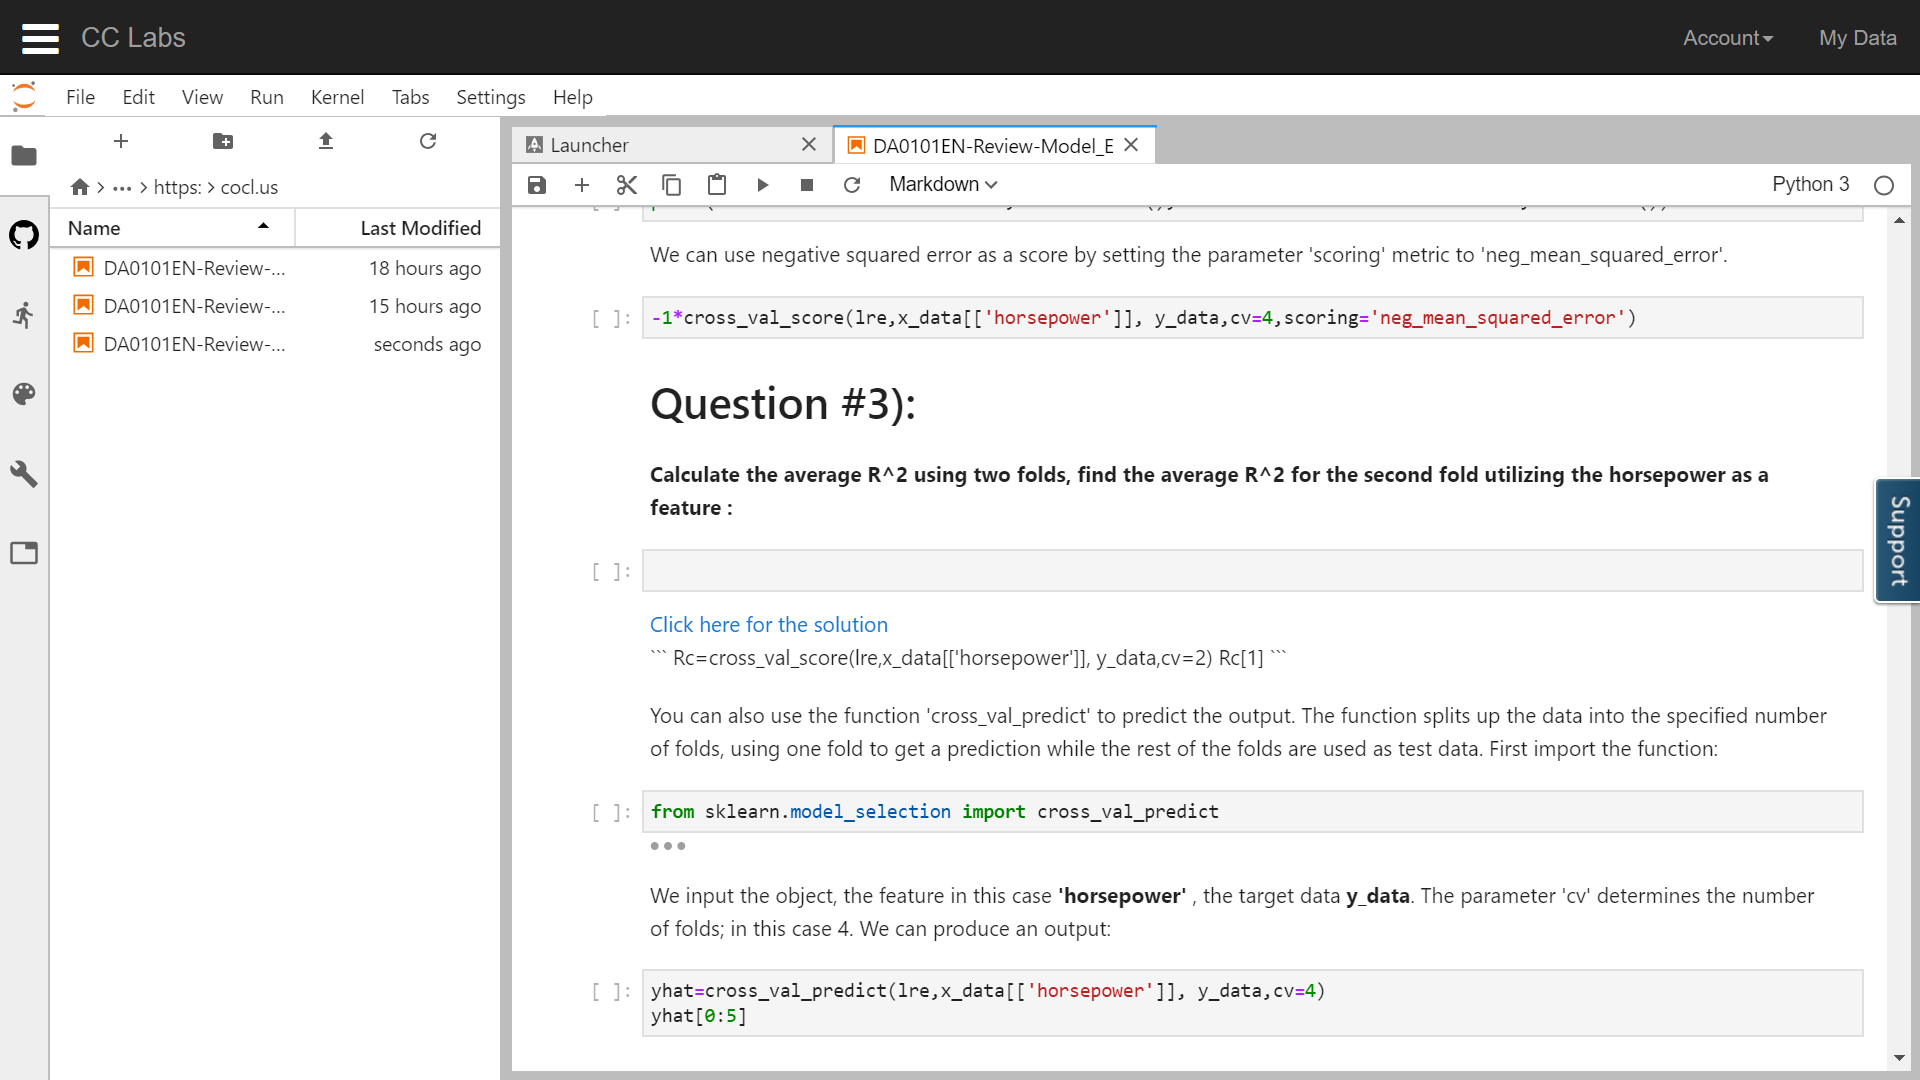 CC Labs
Account
My Data
File Edit View Run Kernel Tabs Settings Help
https: cocl.us
Name Last Modified
DA0101EN-Review-... 18 hours ago
DA0101EN-Review-... 15 hours ago
DA0101EN-Review-... seconds ago
Launcher
DA0101EN-Review-Model_E
Markdown
Python 3
We can use negative squared error as a score by setting the parameter 'scoring' metric to 'neg_mean_squared_error'.
[ ]: -1*cross_val_score(lre,x_data[['horsepower']], y_data,cv=4,scoring='neg_mean_squared_error')
Question #3):
Calculate the average R^2 using two folds, find the average R^2 for the second fold utilizing the horsepower as a
feature :
[ ]:
Click here for the solution
``` Rc=cross_val_score(lre,x_data[['horsepower']], y_data,cv=2) Rc[1] ```
You can also use the function 'cross_val_predict' to predict the output. The function splits up the data into the specified number
of folds, using one fold to get a prediction while the rest of the folds are used as test data. First import the function:
[ ]: from sklearn.model_selection import cross_val_predict
We input the object, the feature in this case 'horsepower' , the target data y_data. The parameter 'cv' determines the number
of folds; in this case 4. We can produce an output:
[ ]: yhat=cross_val_predict(lre,x_data[['horsepower']], y_data,cv=4)
yhat[0:5]
Support